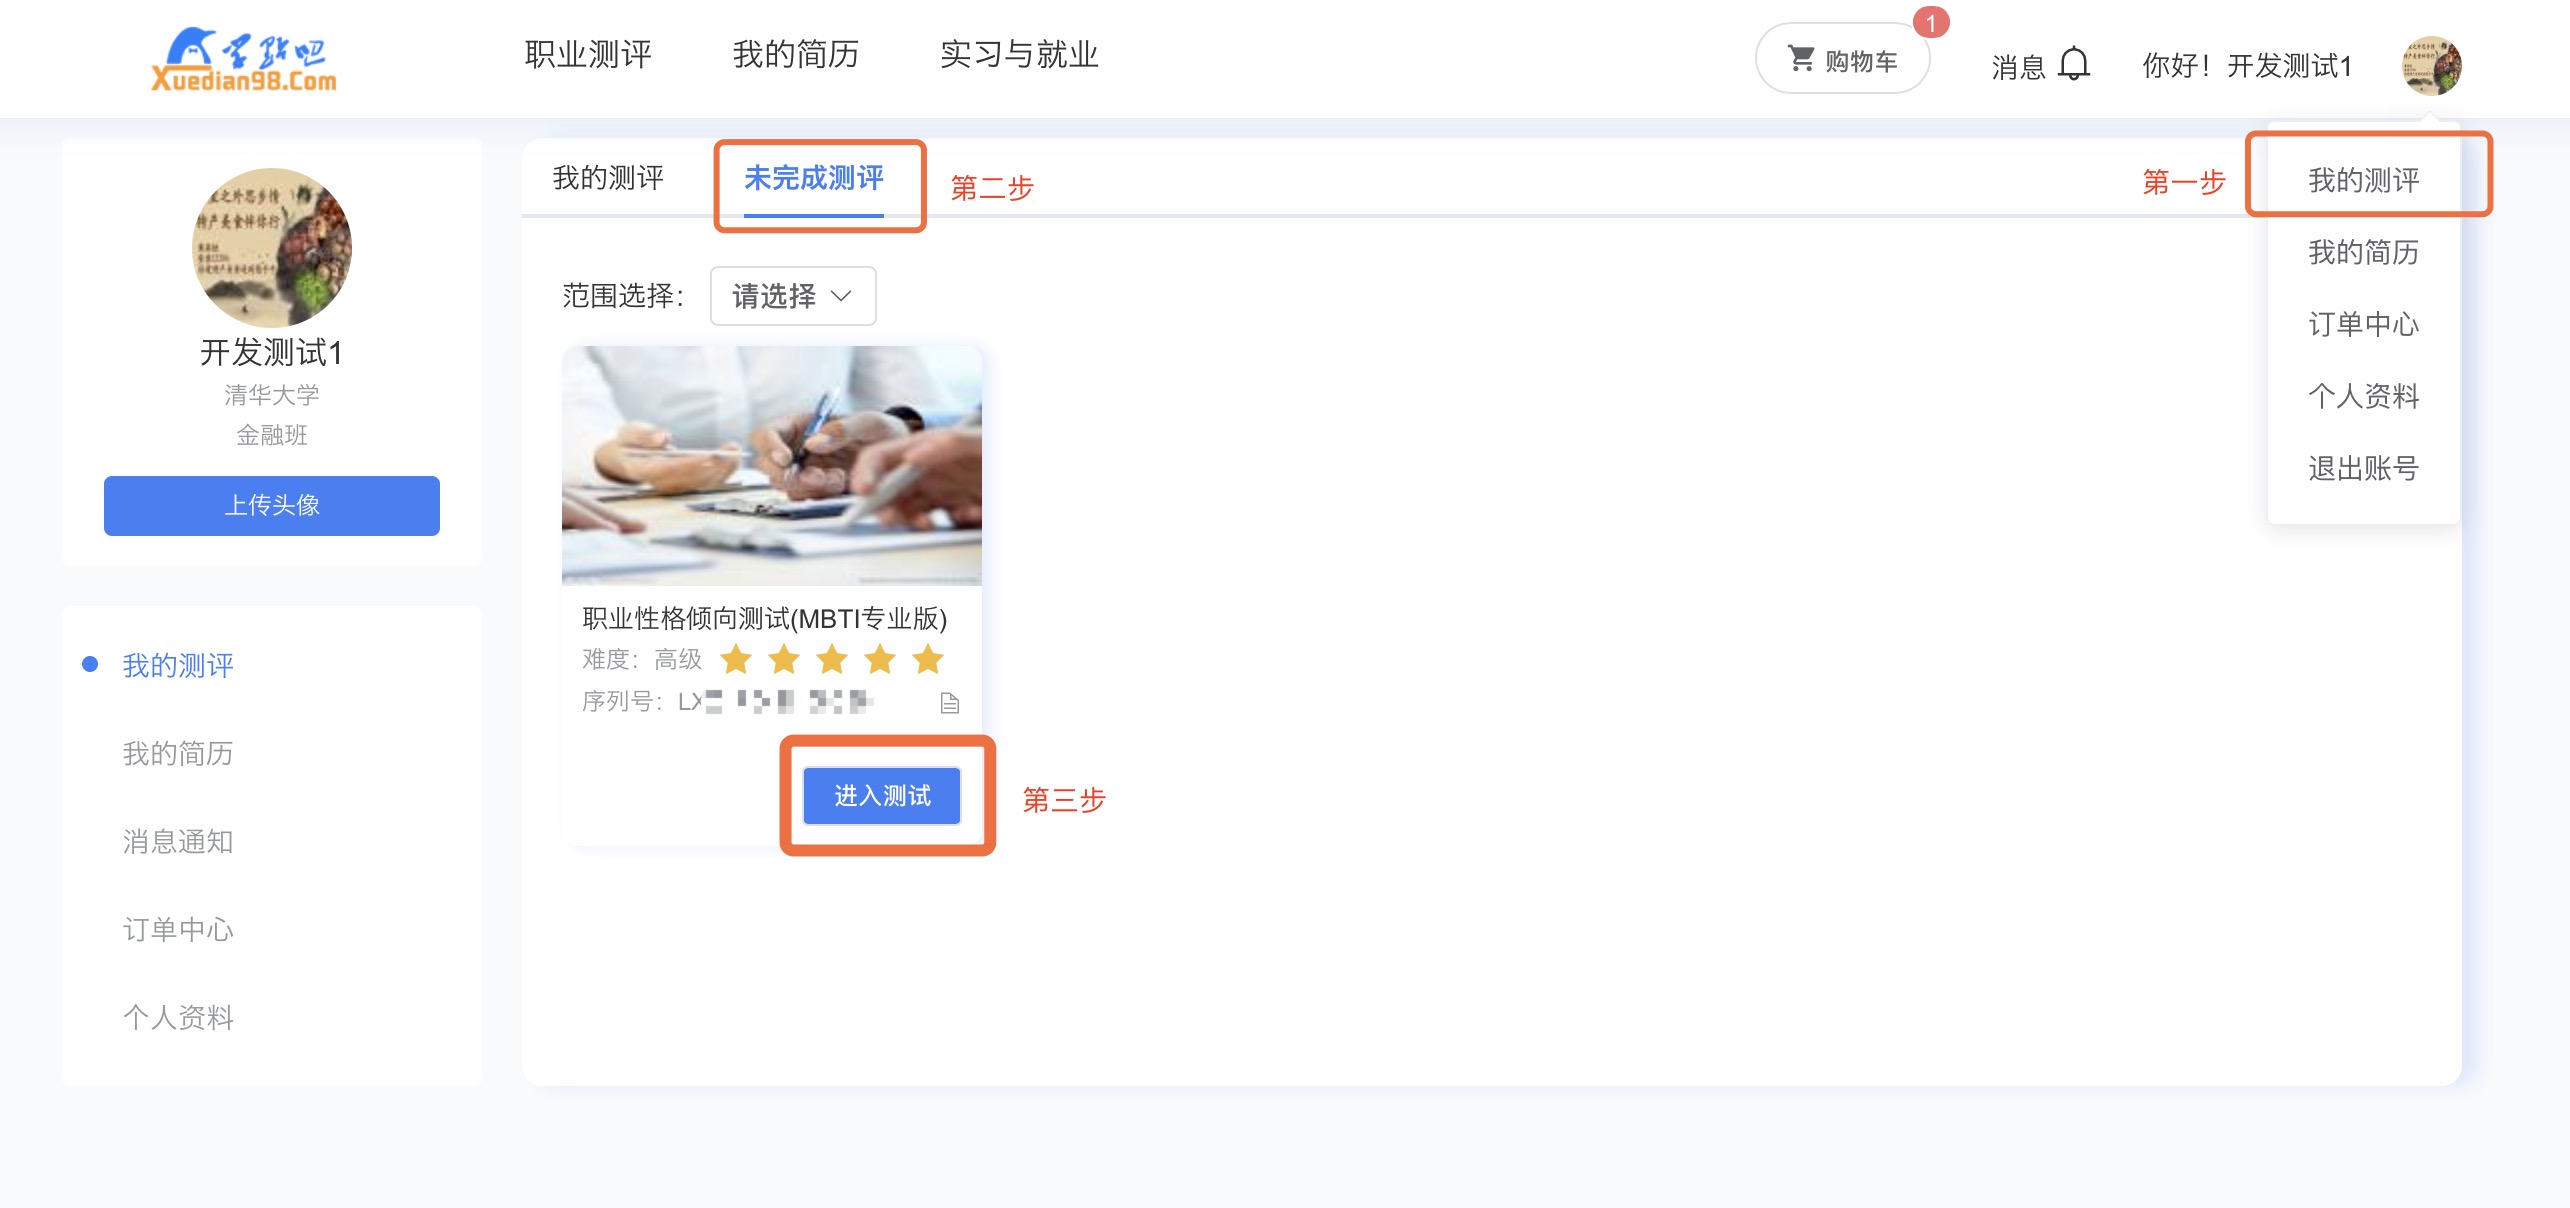 学点吧
Xuedian98.Com
职业测评
我的简历
实习与就业
购物车
1
消息
你好！开发测试1
开发测试1
清华大学
金融班
上传头像
我的测评
我的简历
消息通知
订单中心
个人资料
我的测评
未完成测评
第二步
范围选择：
请选择
职业性格倾向测试(MBTI专业版)
难度：高级
序列号：LX
进入测试
第三步
第一步
我的测评
我的简历
订单中心
个人资料
退出账号